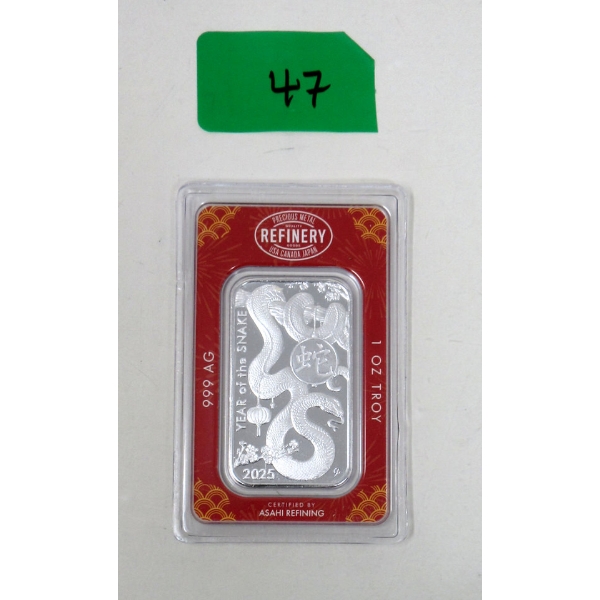 47
PRECIOUS METAL
QUALITY
REFINERY
USA CANADA JAPAN
999 AG
YEAR of the SNAKE
蛇
1 OZ TROY
2025
CERTIFIED BY
ASAHI REFINING